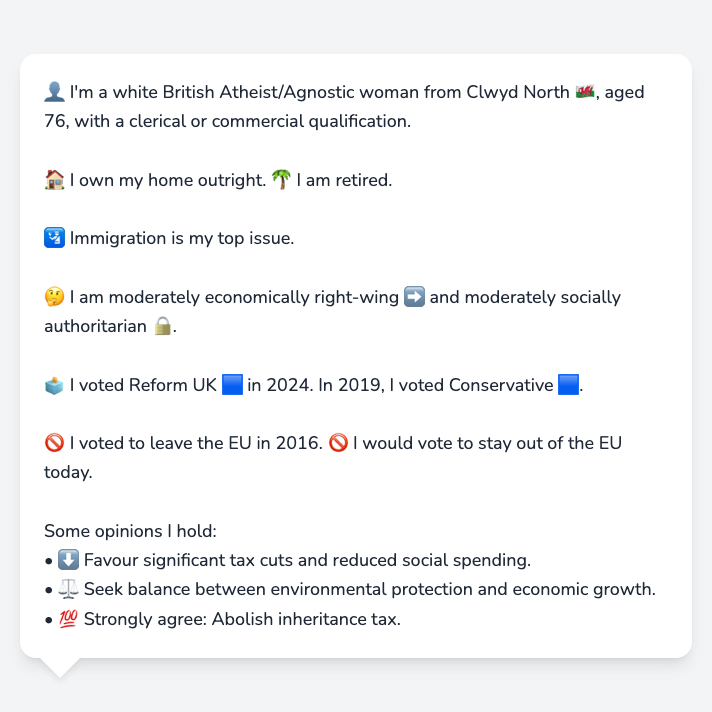 👤 I'm a white British Atheist/Agnostic woman from Clwyd North 🏴󠁧󠁢󠁷󠁬󠁳󠁿, aged
76, with a clerical or commercial qualification.
🏠 I own my home outright. 🌴 I am retired.
🛂 Immigration is my top issue.
🤔 I am moderately economically right-wing ➡️ and moderately socially
authoritarian 🔒.
🗳️ I voted Reform UK 🟦 in 2024. In 2019, I voted Conservative 🟦.
🚫 I voted to leave the EU in 2016. 🚫 I would vote to stay out of the EU
today.
Some opinions I hold:
• ⬇️ Favour significant tax cuts and reduced social spending.
• ⚖️ Seek balance between environmental protection and economic growth.
• 💯 Strongly agree: Abolish inheritance tax.